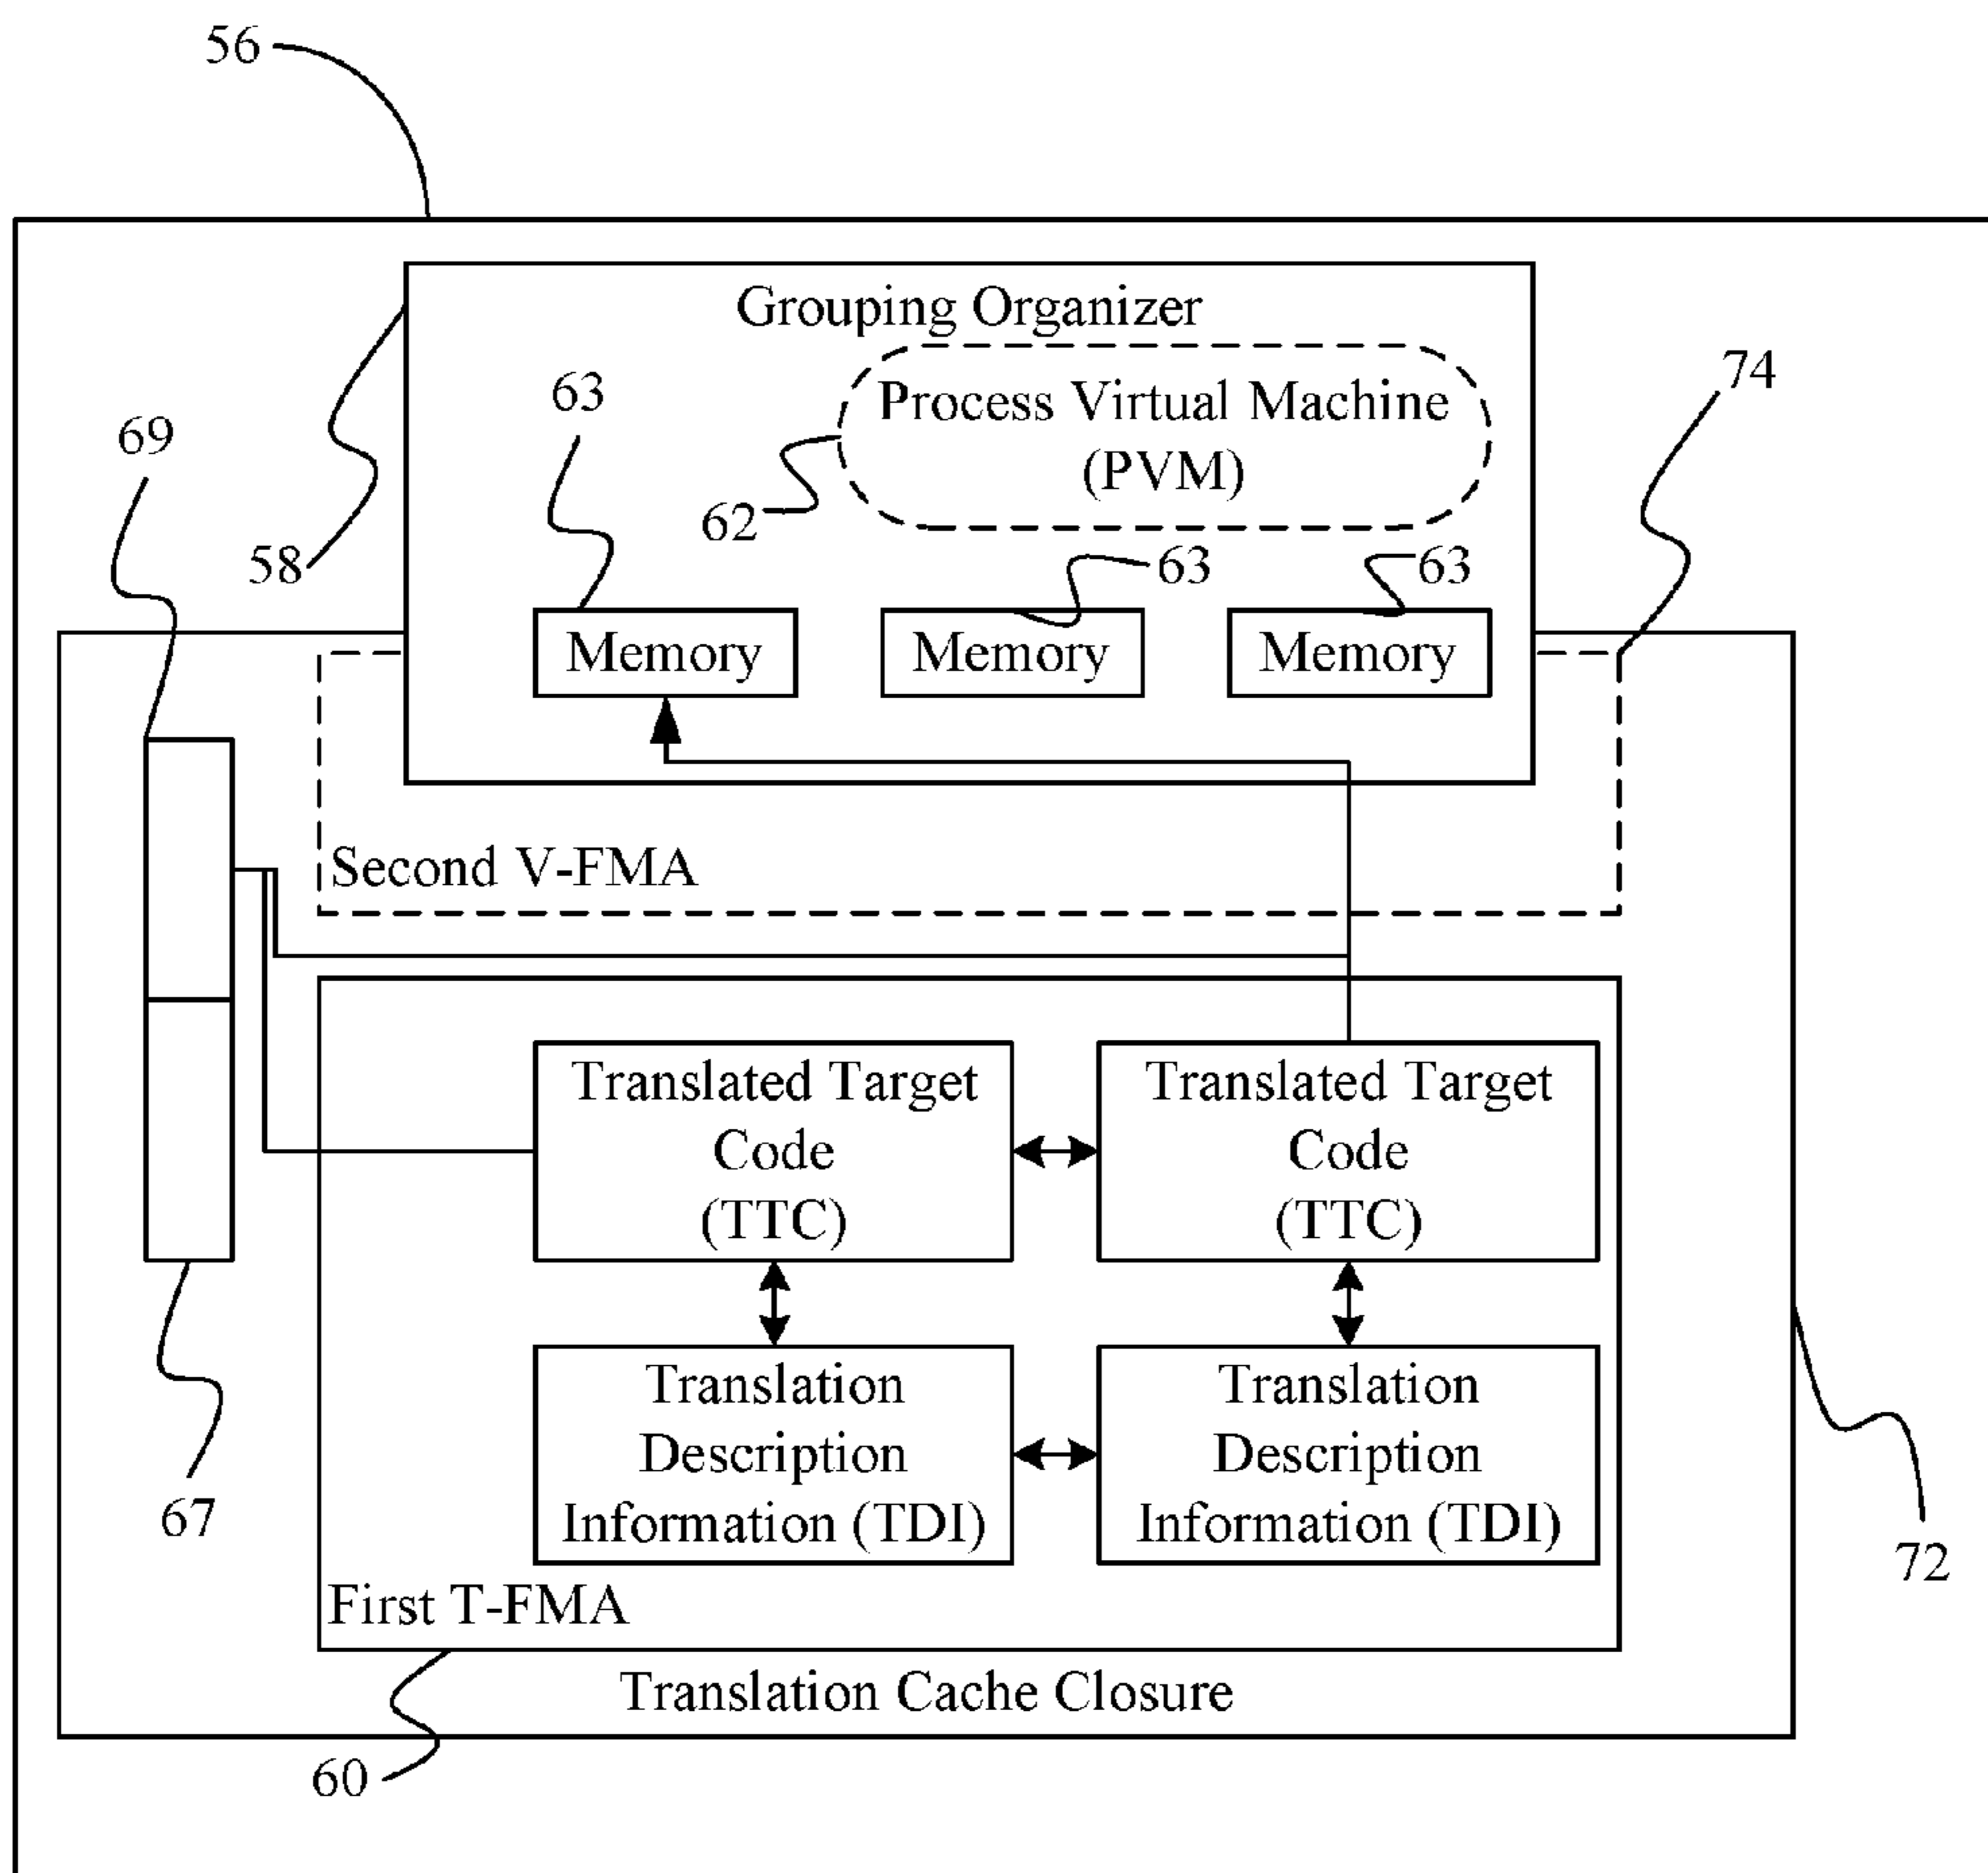 56
Grouping Organizer
Process Virtual Machine
(PVM)
74
63
69
62
58
63
63
Memory
Memory
Memory
Second V-FMA
Translated Target
Code
(TTC)
Translated Target
Code
(TTC)
Translation
Description
Information (TDI)
Translation
Description
Information (TDI)
67
72
First T-FMA
Translation Cache Closure
60